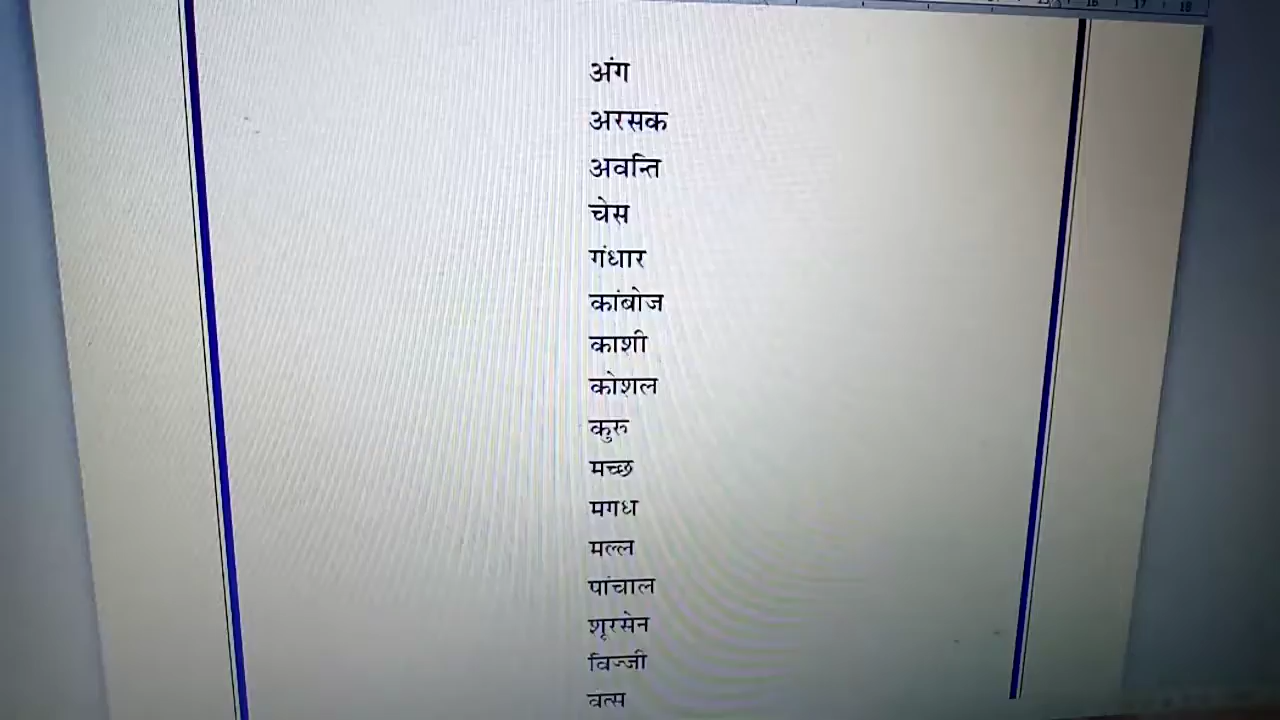 अंग
अरसक
अवन्ति
चेस
गंधार
कांबोज
काशी
कोशल
कुरु
मच्छ
मगध
मल्ल
पांचाल
शूरसेन
विज्जी
वत्स